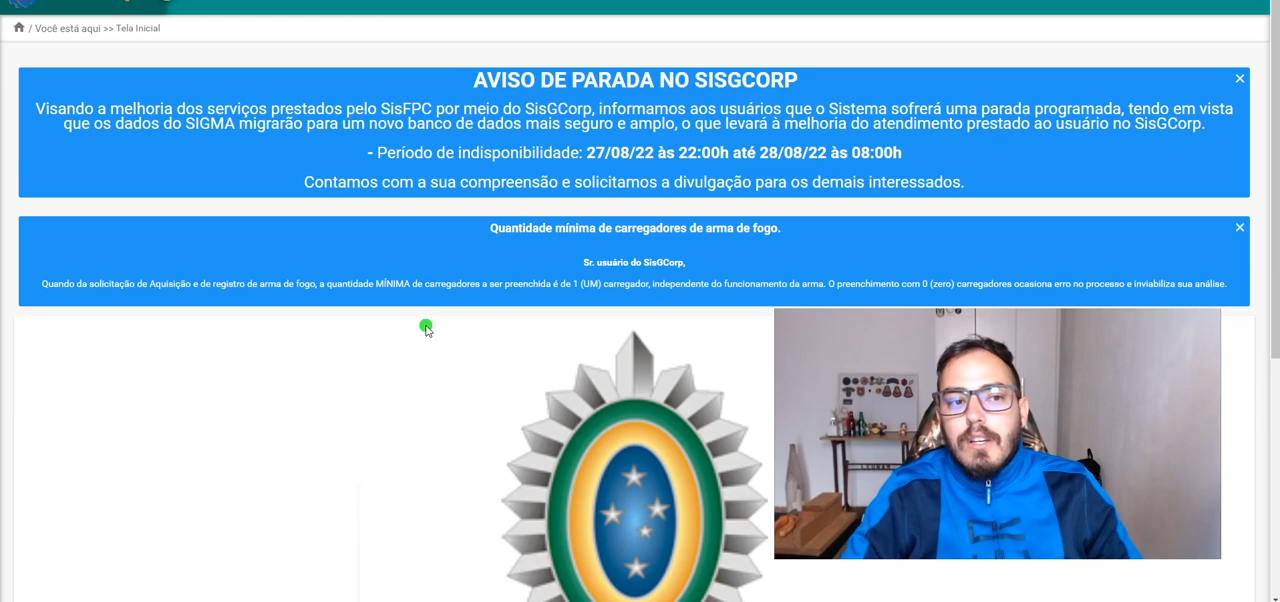 / Você está aqui >> Tela Inicial
AVISO DE PARADA NO SISGCORP
Visando a melhoria dos serviços prestados pelo SisFPC por meio do SisGCorp, informamos aos usuários que o Sistema sofrerá uma parada programada, tendo em vista
que os dados do SIGMA migrarão para um novo banco de dados mais seguro e amplo, o que levará à melhoria do atendimento prestado ao usuário no SisGCorp.
- Período de indisponibilidade: 27/08/22 às 22:00h até 28/08/22 às 08:00h
Contamos com a sua compreensão e solicitamos a divulgação para os demais interessados.
Quantidade mínima de carregadores de arma de fogo.
Sr. usuário do SisGCorp,
Quando da solicitação de Aquisição e de registro de arma de fogo, a quantidade MÍNIMA de carregadores a ser preenchida é de 1 (UM) carregador, independente do funcionamento da arma. O preenchimento com 0 (zero) carregadores ocasiona erro no processo e inviabiliza sua análise.